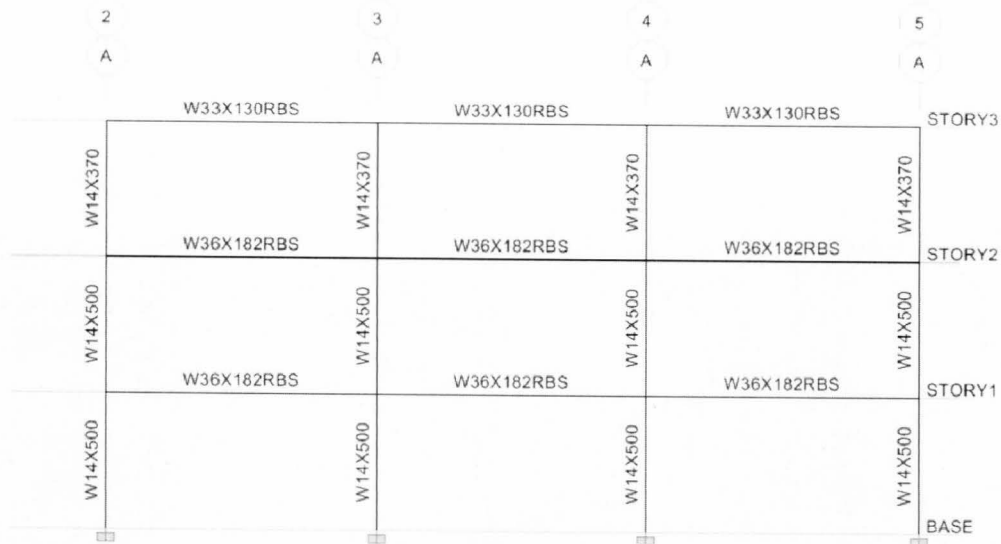 2 3 4 5
A A A A
W33X130RBS W33X130RBS W33X130RBS
STORY3
W14X370 W14X370 W14X370 W14X370
W36X182RBS W36X182RBS W36X182RBS
STORY2
W14X500 W14X500 W14X500 W14X500
W36X182RBS W36X182RBS W36X182RBS
STORY1
W14X500 W14X500 W14X500 W14X500
BASE